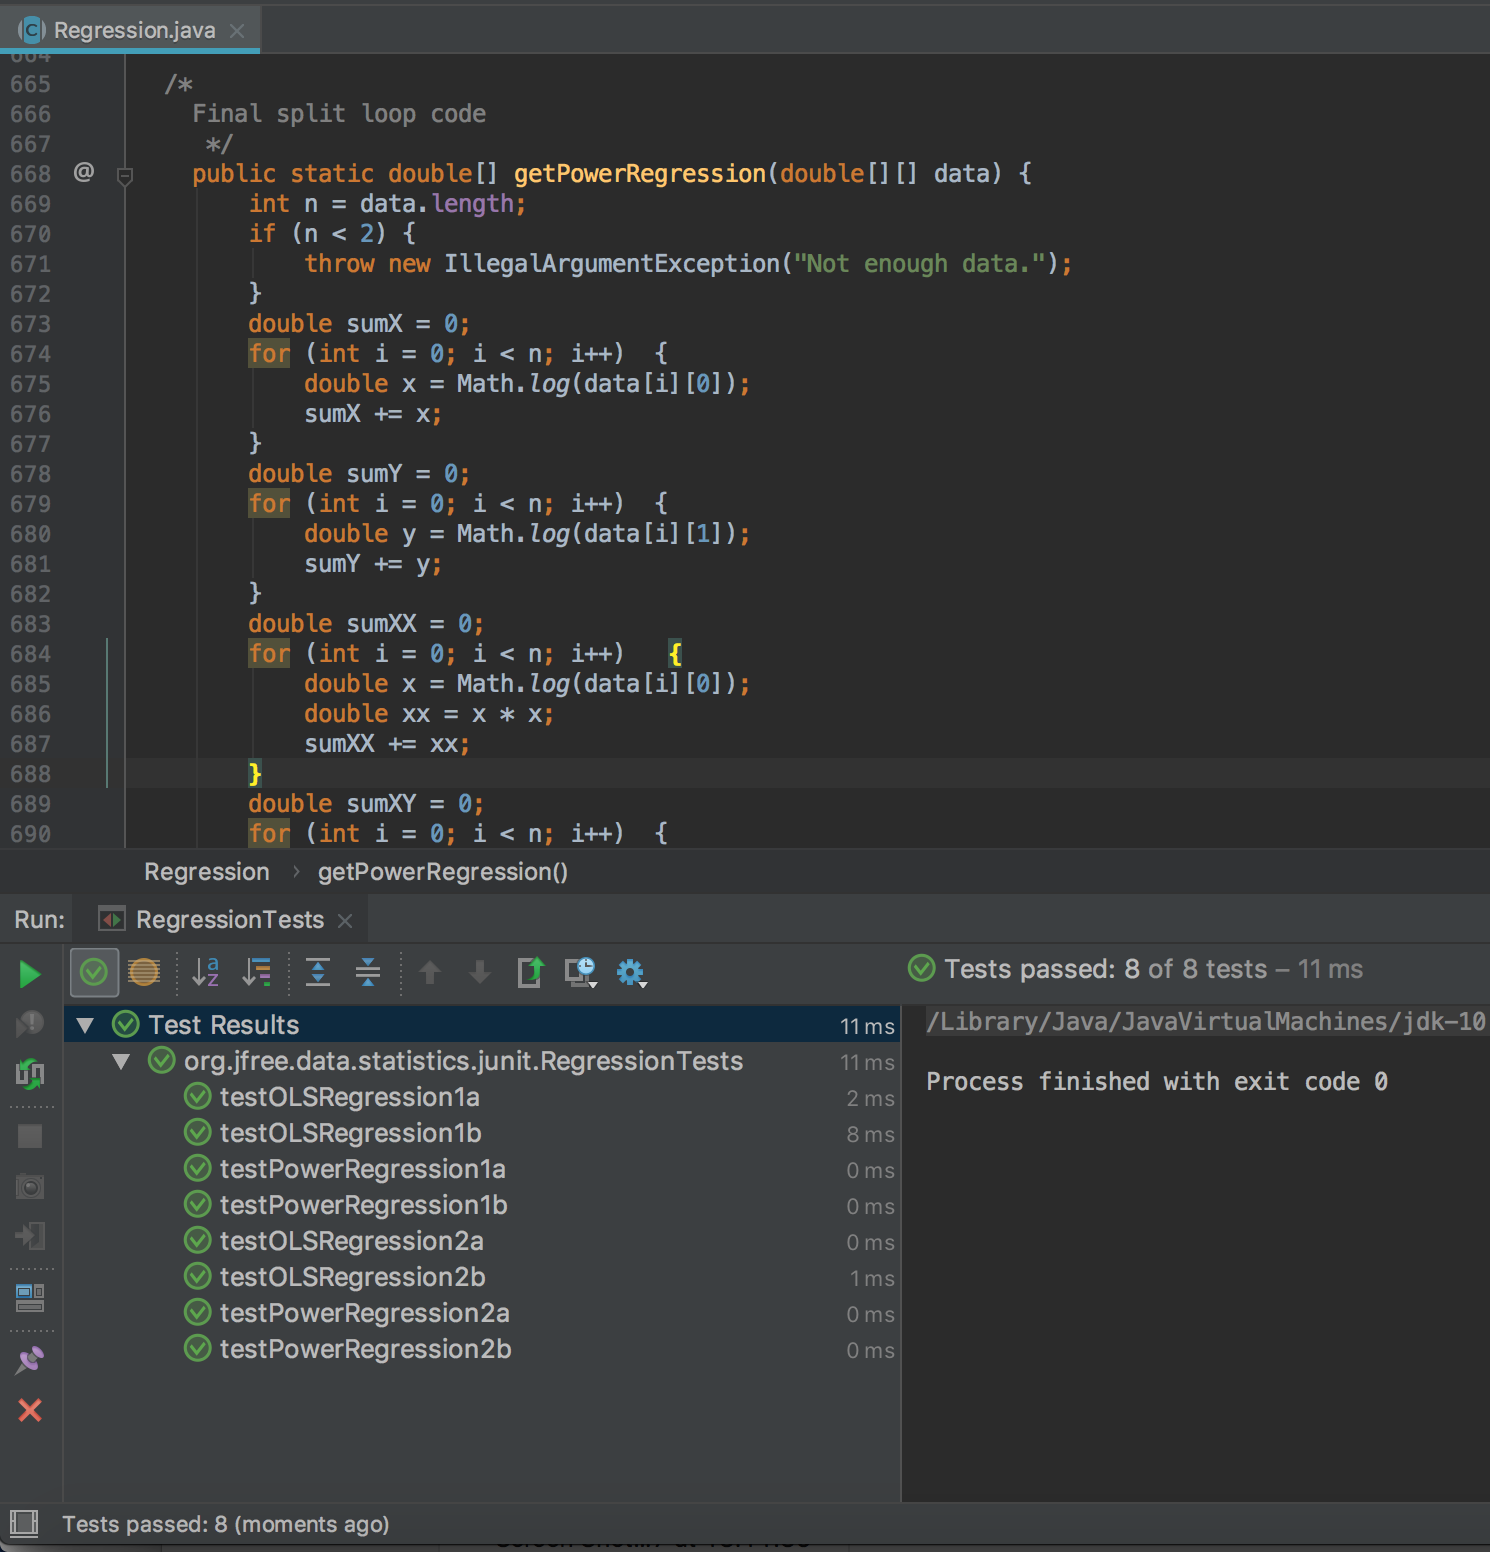 Regression.java
664
665 /*
666 Final split loop code
667 */
668 @ public static double[] getPowerRegression(double[][] data) {
669 int n = data.length;
670 if (n < 2) {
671 throw new IllegalArgumentException("Not enough data.");
672 }
673 double sumX = 0;
674 for (int i = 0; i < n; i++) {
675 double x = Math.log(data[i][0]);
676 sumX += x;
677 }
678 double sumY = 0;
679 for (int i = 0; i < n; i++) {
680 double y = Math.log(data[i][1]);
681 sumY += y;
682 }
683 double sumXX = 0;
684 for (int i = 0; i < n; i++) {
685 double x = Math.log(data[i][0]);
686 double xx = x * x;
687 sumXX += xx;
688 }
689 double sumXY = 0;
690 for (int i = 0; i < n; i++) {
Regression › getPowerRegression()
Run: RegressionTests
Tests passed: 8 of 8 tests – 11 ms
Test Results 11 ms
/Library/Java/JavaVirtualMachines/jdk-10
org.jfree.data.statistics.junit.RegressionTests 11 ms
testOLSRegression1a 2 ms
Process finished with exit code 0
testOLSRegression1b 8 ms
testPowerRegression1a 0 ms
testPowerRegression1b 0 ms
testOLSRegression2a 0 ms
testOLSRegression2b 1 ms
testPowerRegression2a 0 ms
testPowerRegression2b 0 ms
Tests passed: 8 (moments ago)